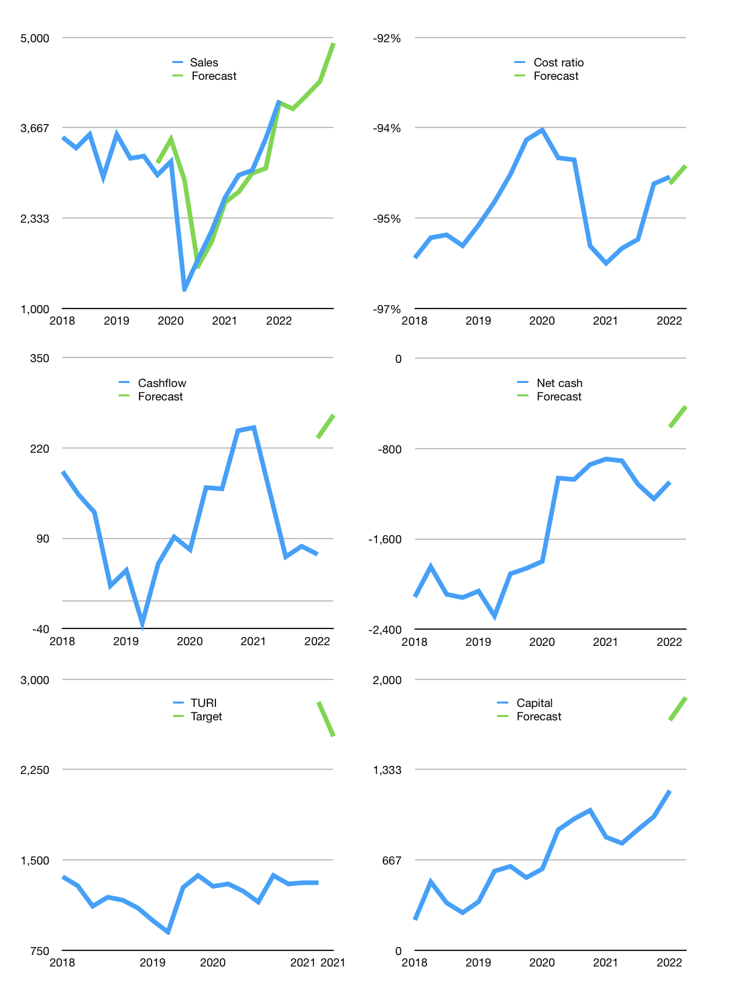 5,000
Sales
Forecast
3,667
2,333
1,000
2018 2019 2020 2021 2022
-92%
Cost ratio
Forecast
-94%
-95%
-97%
2018 2019 2020 2021 2022
350
Cashflow
Forecast
220
90
-40
2018 2019 2020 2021 2022
0
Net cash
Forecast
-800
-1,600
-2,400
2018 2019 2020 2021 2022
3,000
TURI
Target
2,250
1,500
750
2018 2019 2020 2021 2021
2,000
Capital
Forecast
1,333
667
0
2018 2019 2020 2021 2022